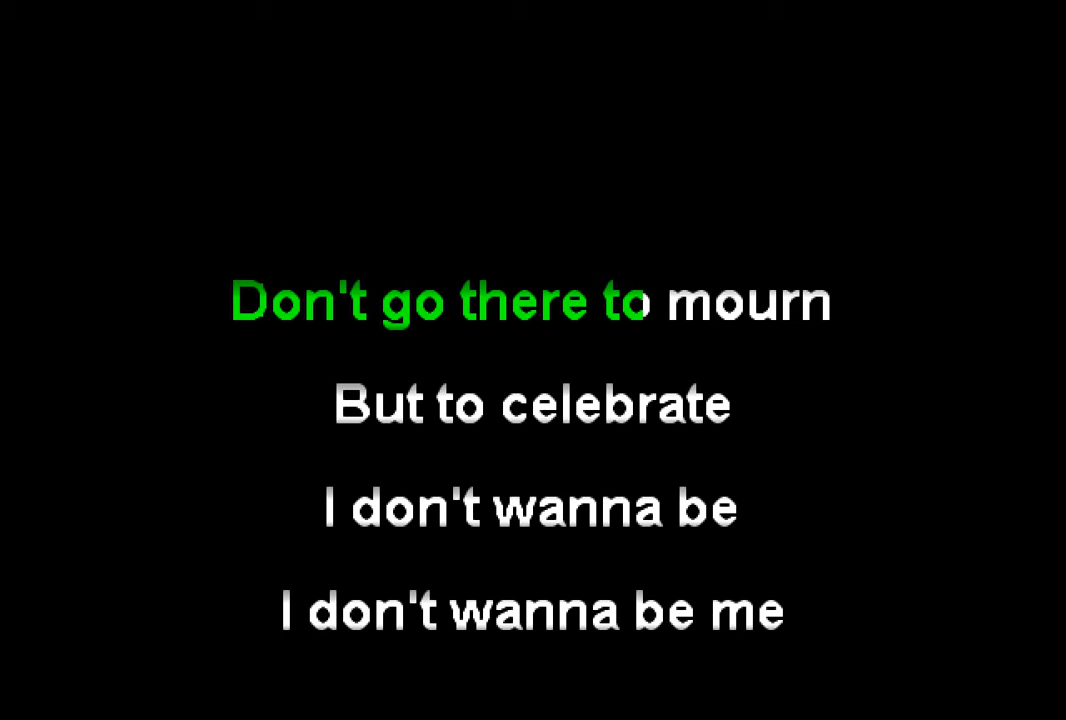 Don't go there to mourn
But to celebrate
I don't wanna be
I don't wanna be me